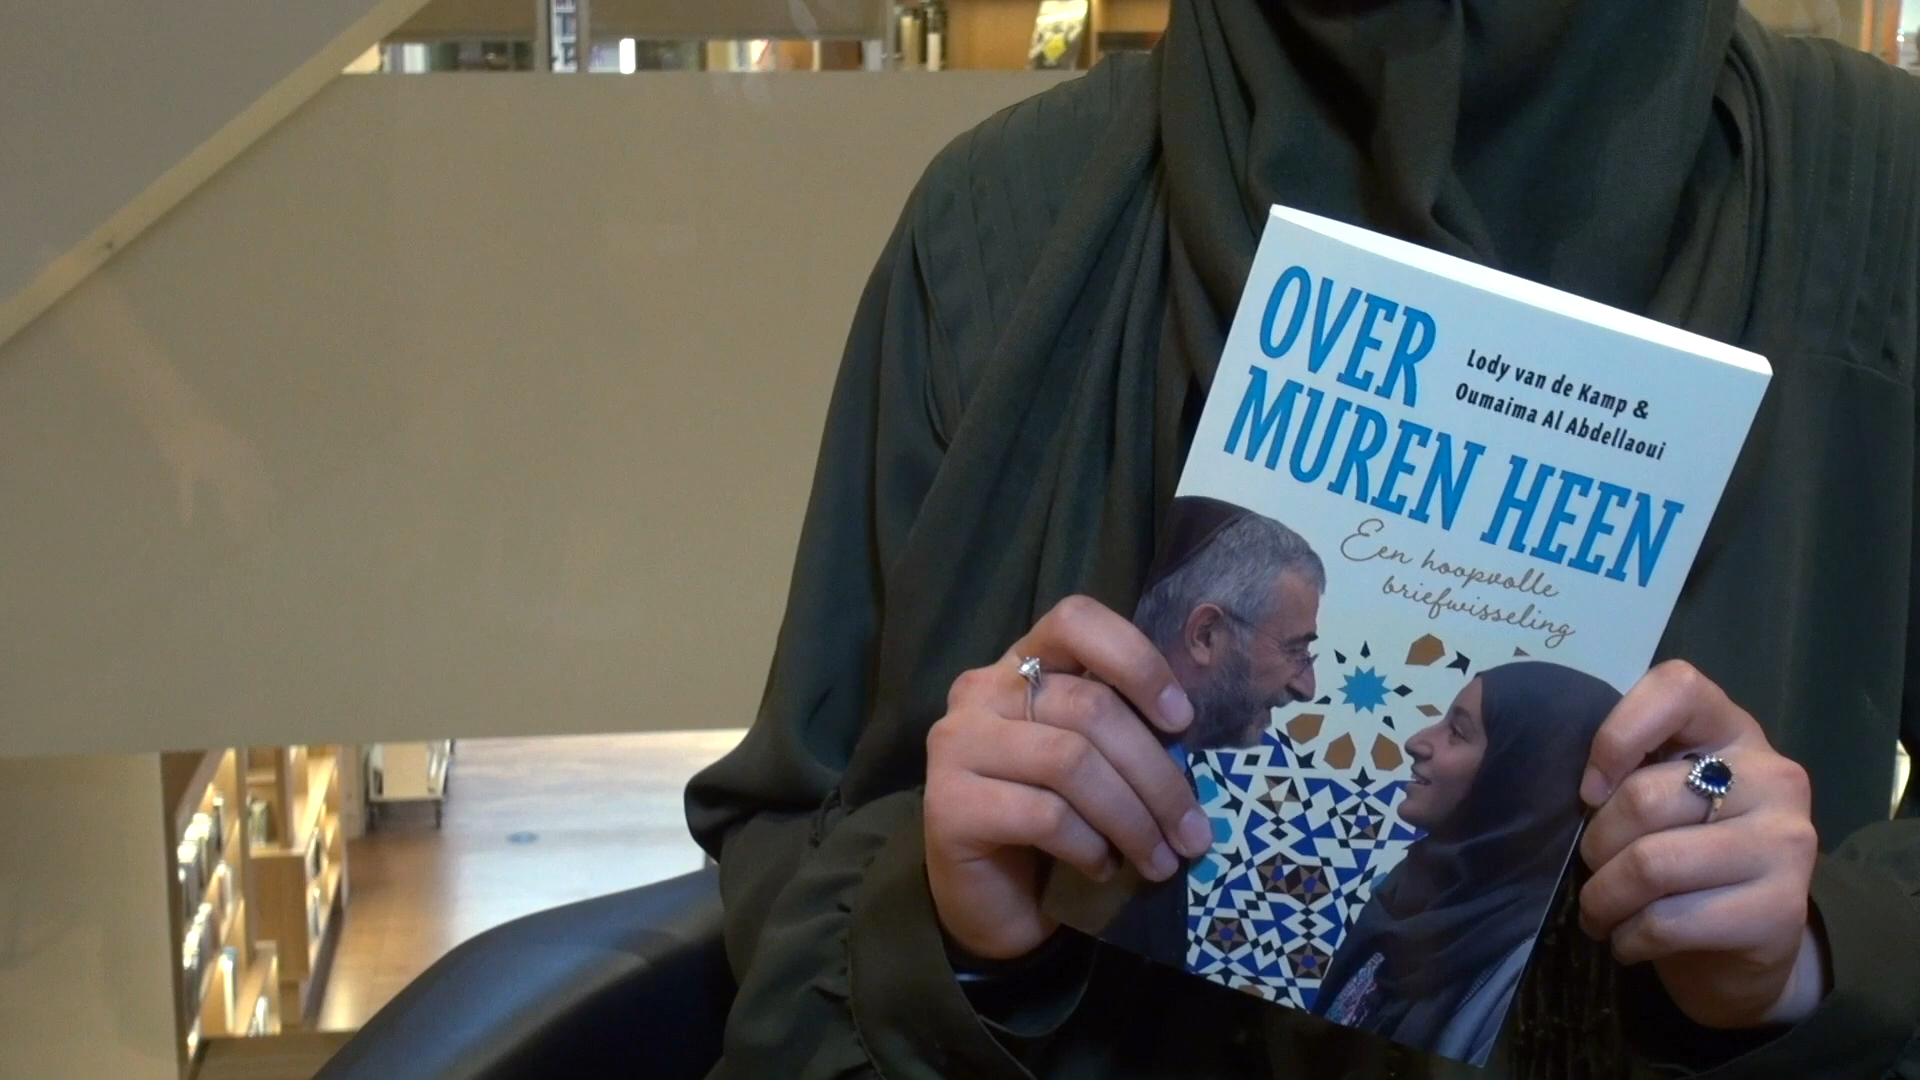 OVER
MUREN HEEN
Lody van de Kamp &
Oumaima Al Abdellaoui
Een hoopvolle
briefwisseling